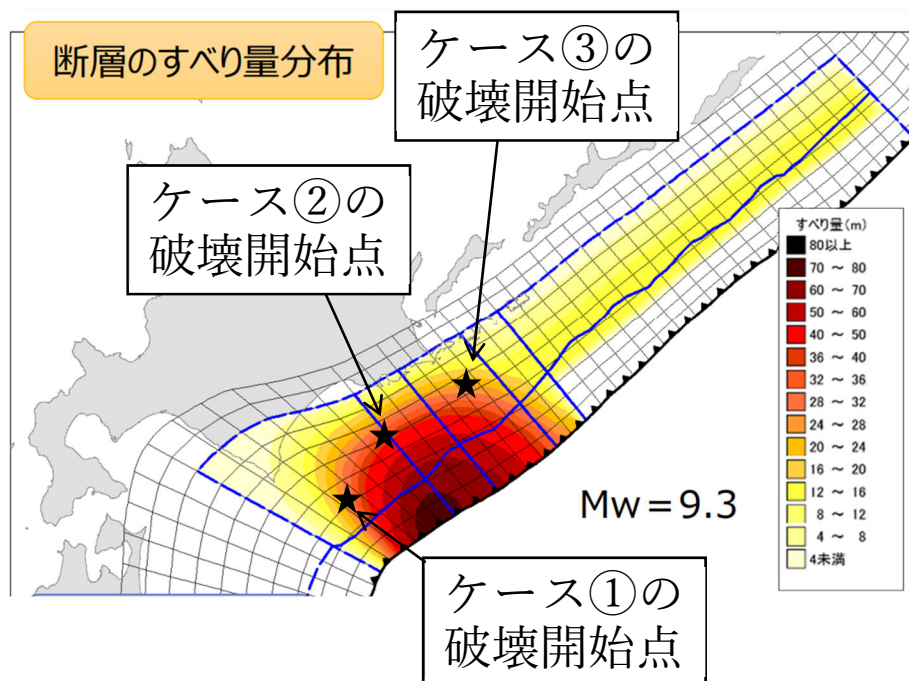 断層のすべり量分布
ケース③の
破壊開始点
ケース②の
破壊開始点
すべり量(m)
80以上
70 ～ 80
60 ～ 70
50 ～ 60
40 ～ 50
36 ～ 40
32 ～ 36
28 ～ 32
24 ～ 28
20 ～ 24
16 ～ 20
12 ～ 16
8 ～ 12
4 ～ 8
4未満
Mw=9.3
ケース①の
破壊開始点